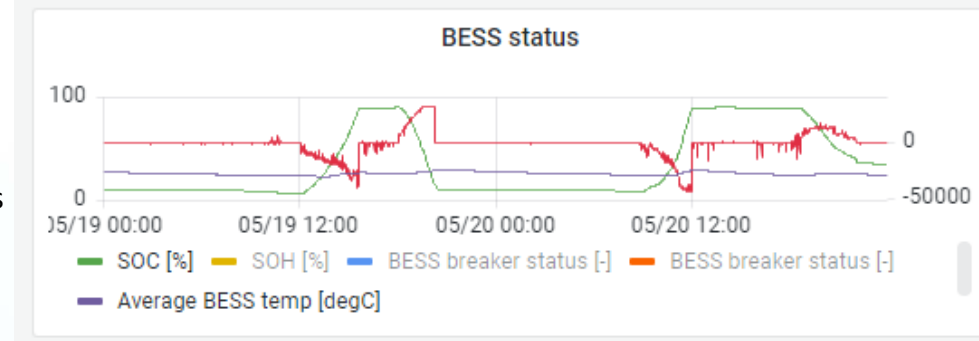 BESS status
100
0
0
-50000
05/19 00:00 05/19 12:00 05/20 00:00 05/20 12:00
SOC [%] SOH [%] BESS breaker status [-] BESS breaker status [-]
Average BESS temp [degC]
s